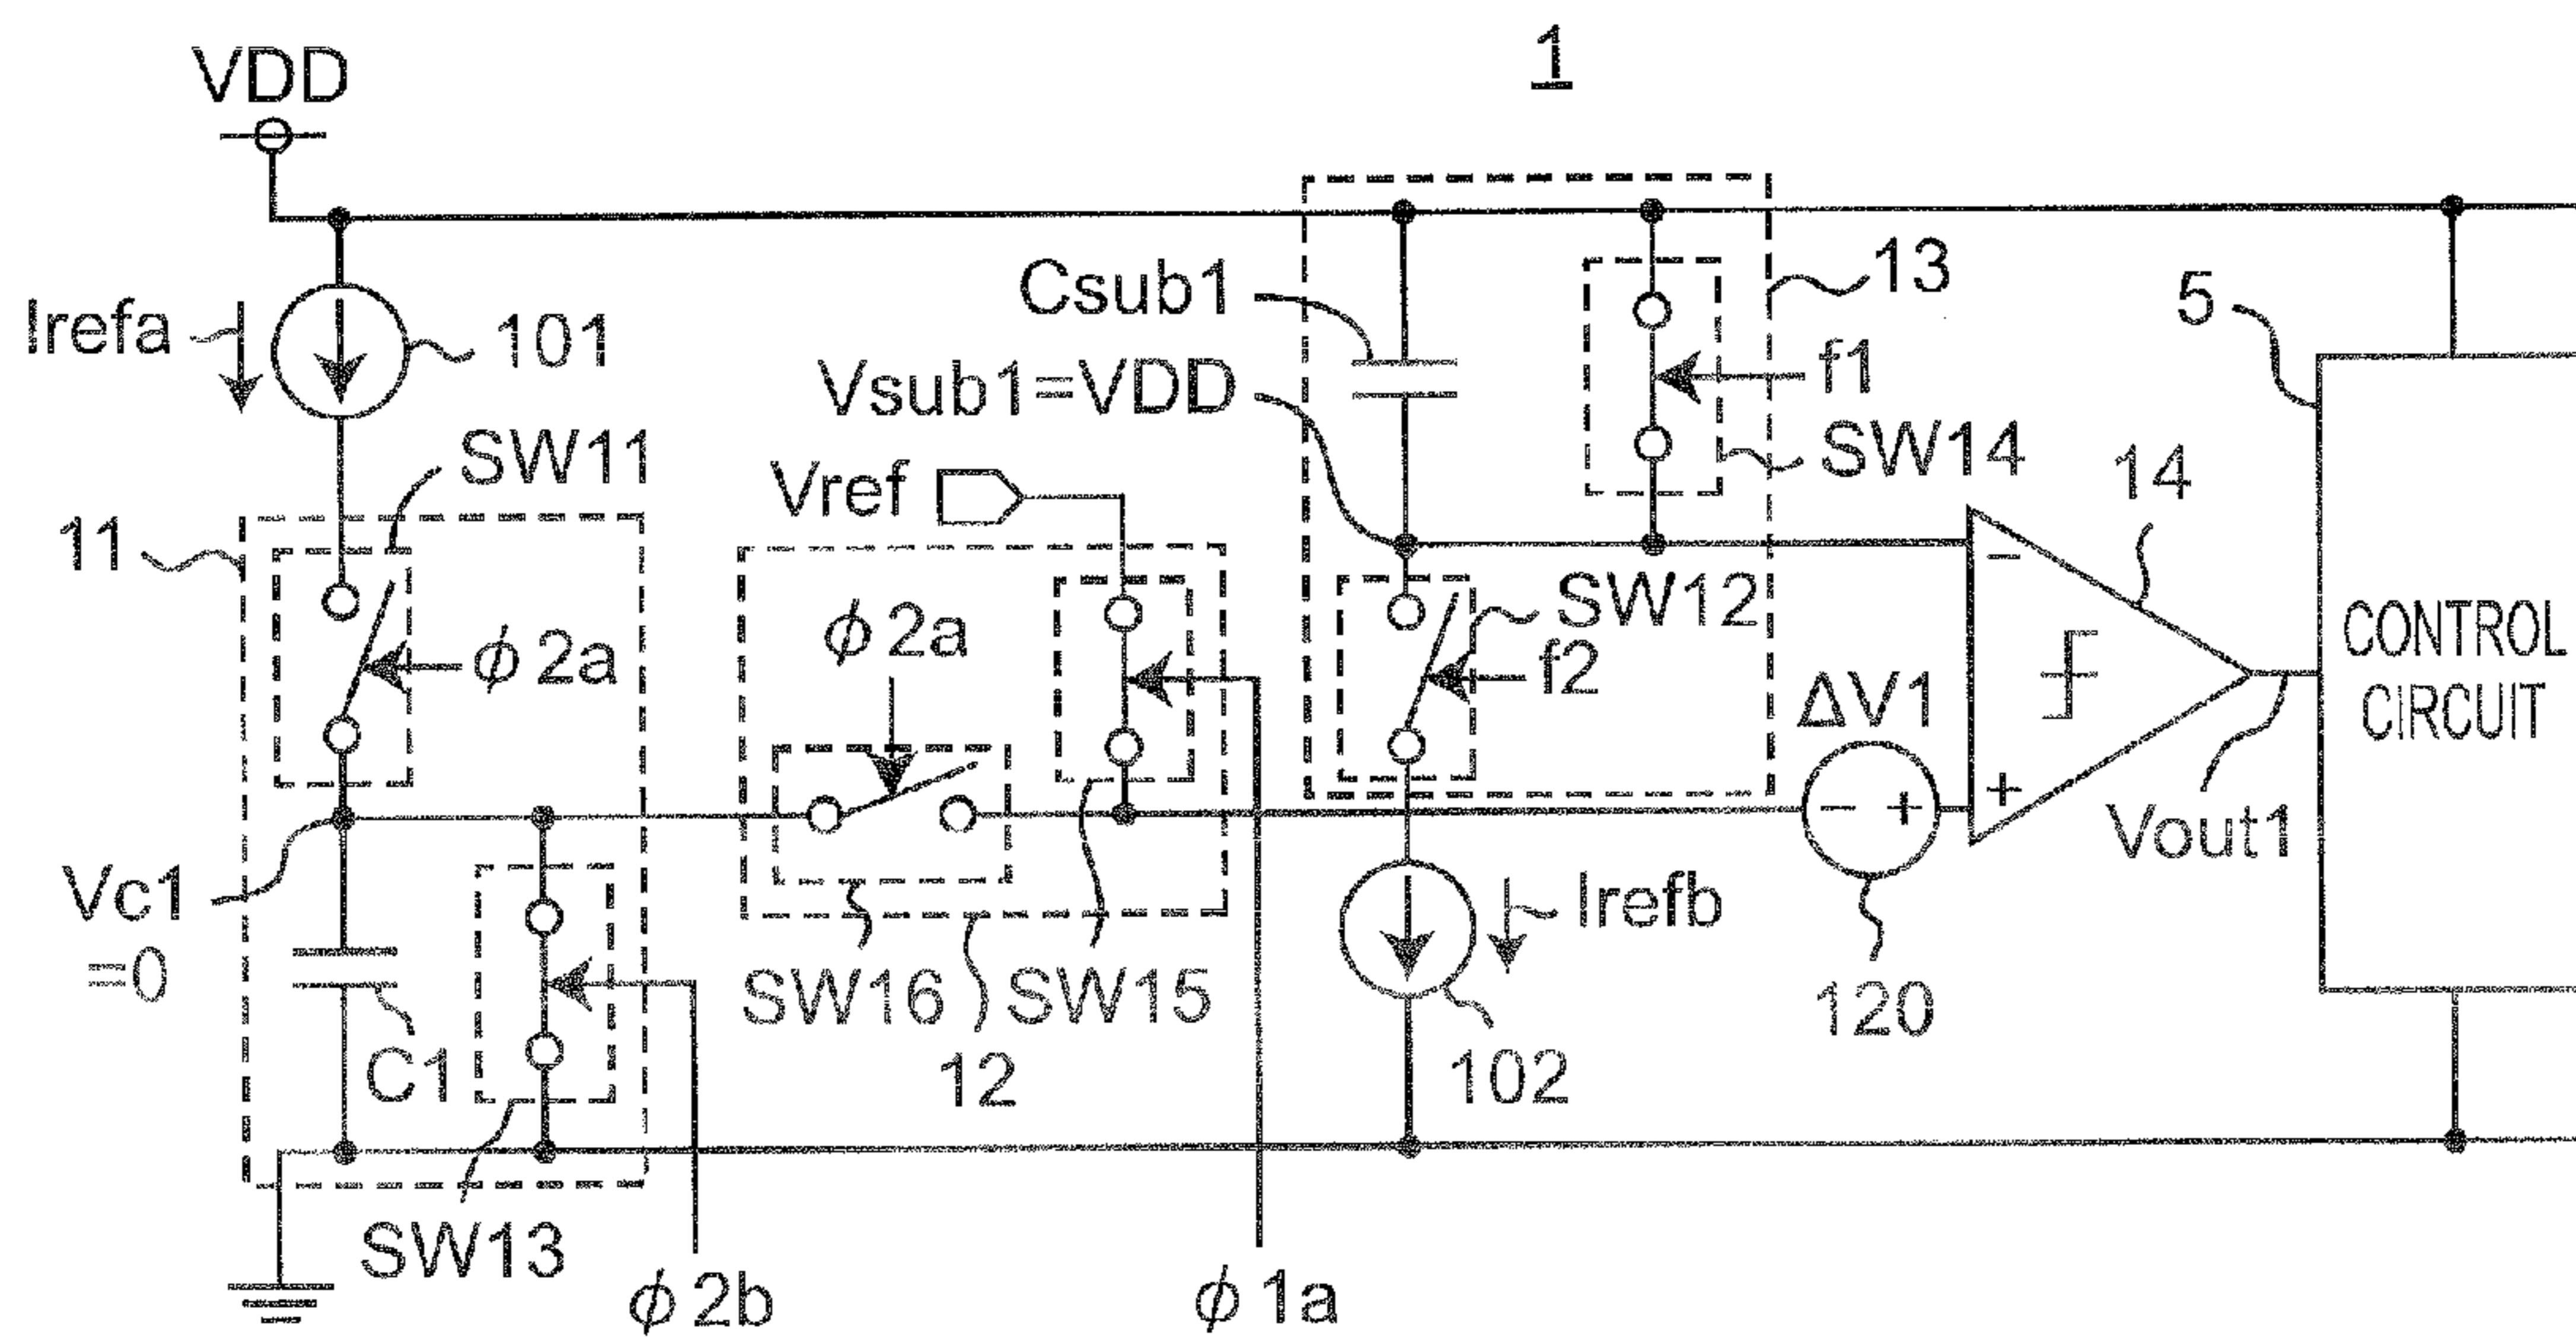 1
VDD
Irefa
101
Csub1
13
5
Vsub1=VDD
f1
SW11
Vref
SW14
14
11
ϕ2a
ϕ2a
SW12
f2
ΔV1
CONTROL
CIRCUIT
−
+
− +
Vc1
=0
C1
SW16
SW15
12
Irefb
102
120
Vout1
SW13
ϕ2b
ϕ1a